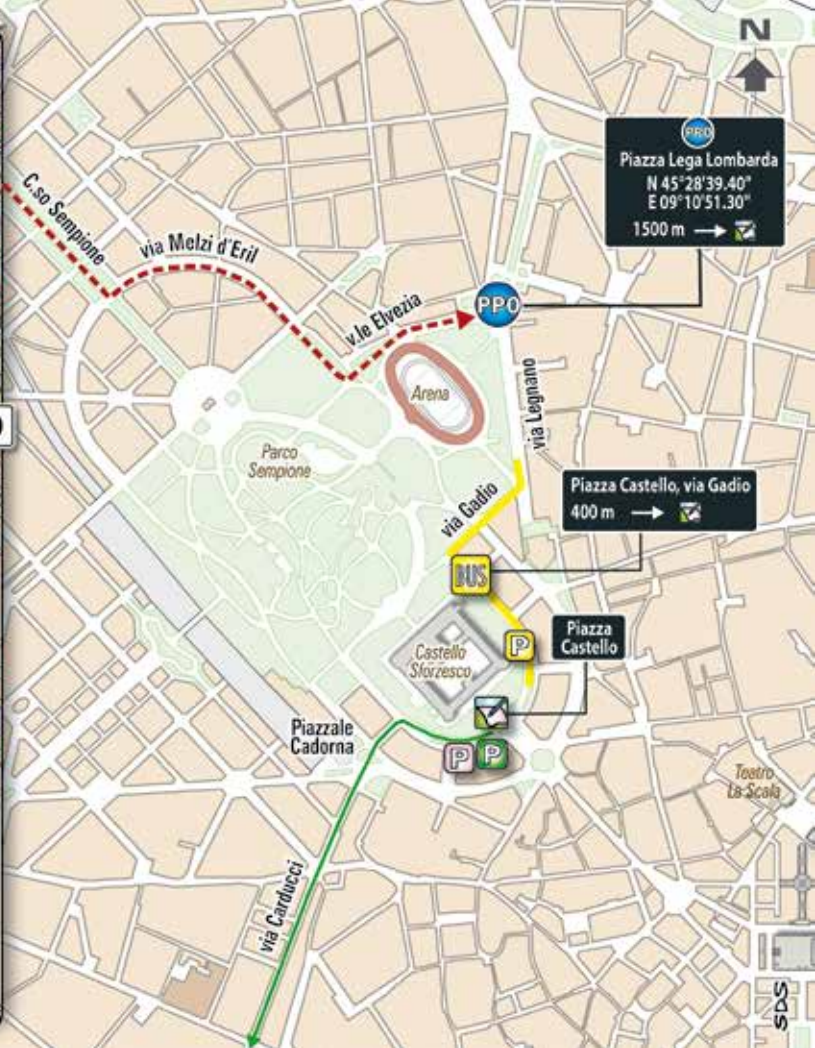 N
PRO
Piazza Lega Lombarda
N 45°28'39.40"
E 09°10'51.30"
1500 m
C.so Sempione
via Melzi d'Eril
v.le Elvezia
PPO
Arena
via Legnano
Parco
Sempione
via Gadio
Piazza Castello, via Gadio
400 m
BUS
P
Piazza
Castello
Castello
Sforzesco
Piazzale
Cadorna
P
P
Teatro
La Scala
via Carducci
SDS